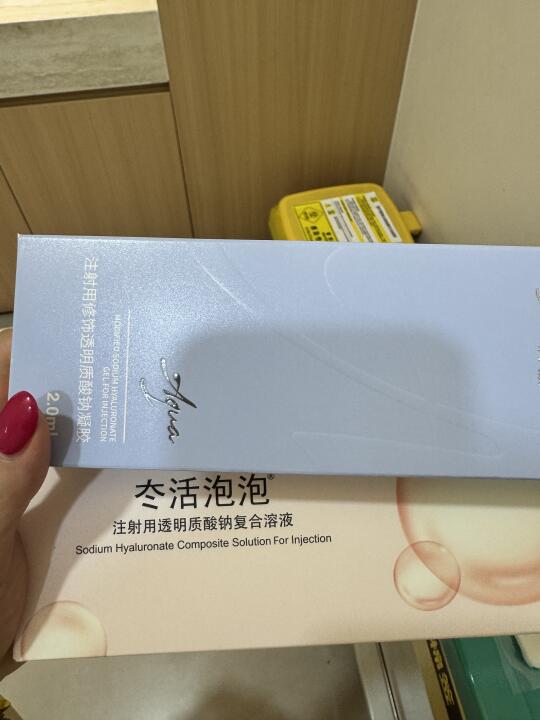 注射用修饰透明质酸钠凝胶
MODIFIED SODIUM HYALURONATE
GEL FOR INJECTION
2.0ml
Aqua
冭活泡泡®
注射用透明质酸钠复合溶液
Sodium Hyaluronate Composite Solution For Injection